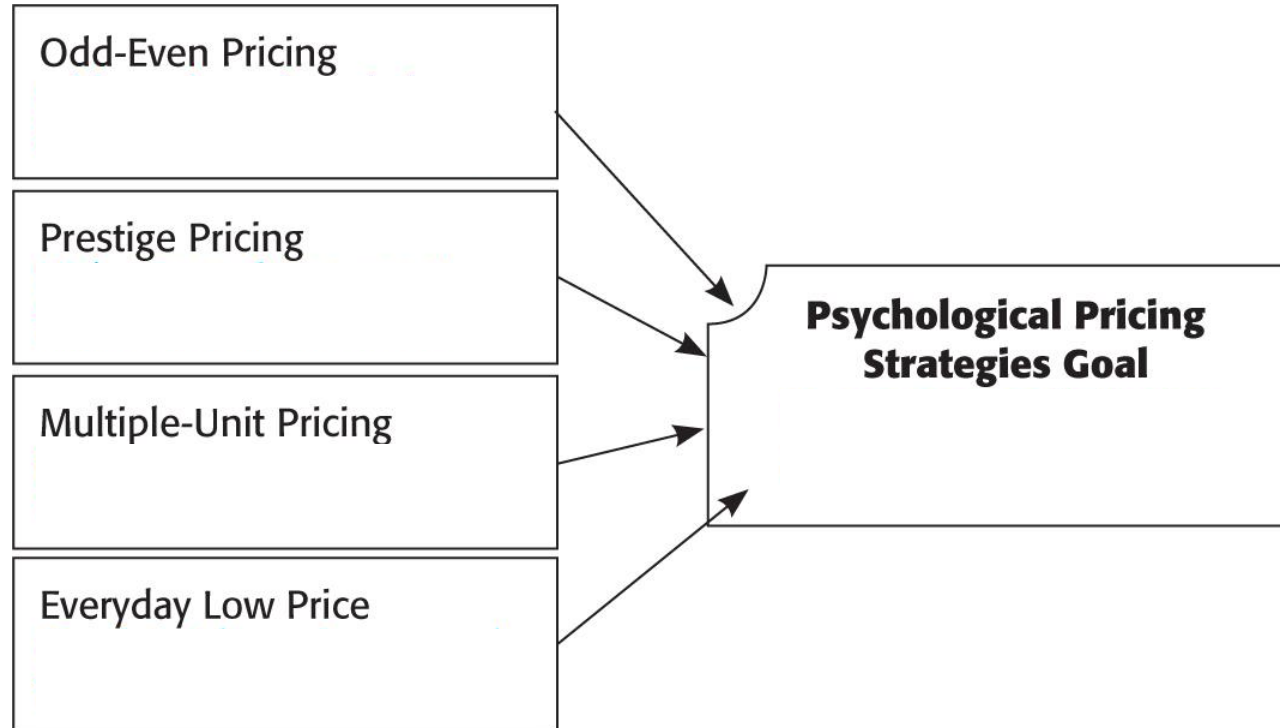 Odd-Even Pricing
Prestige Pricing
Multiple-Unit Pricing
Everyday Low Price
Psychological Pricing
Strategies Goal